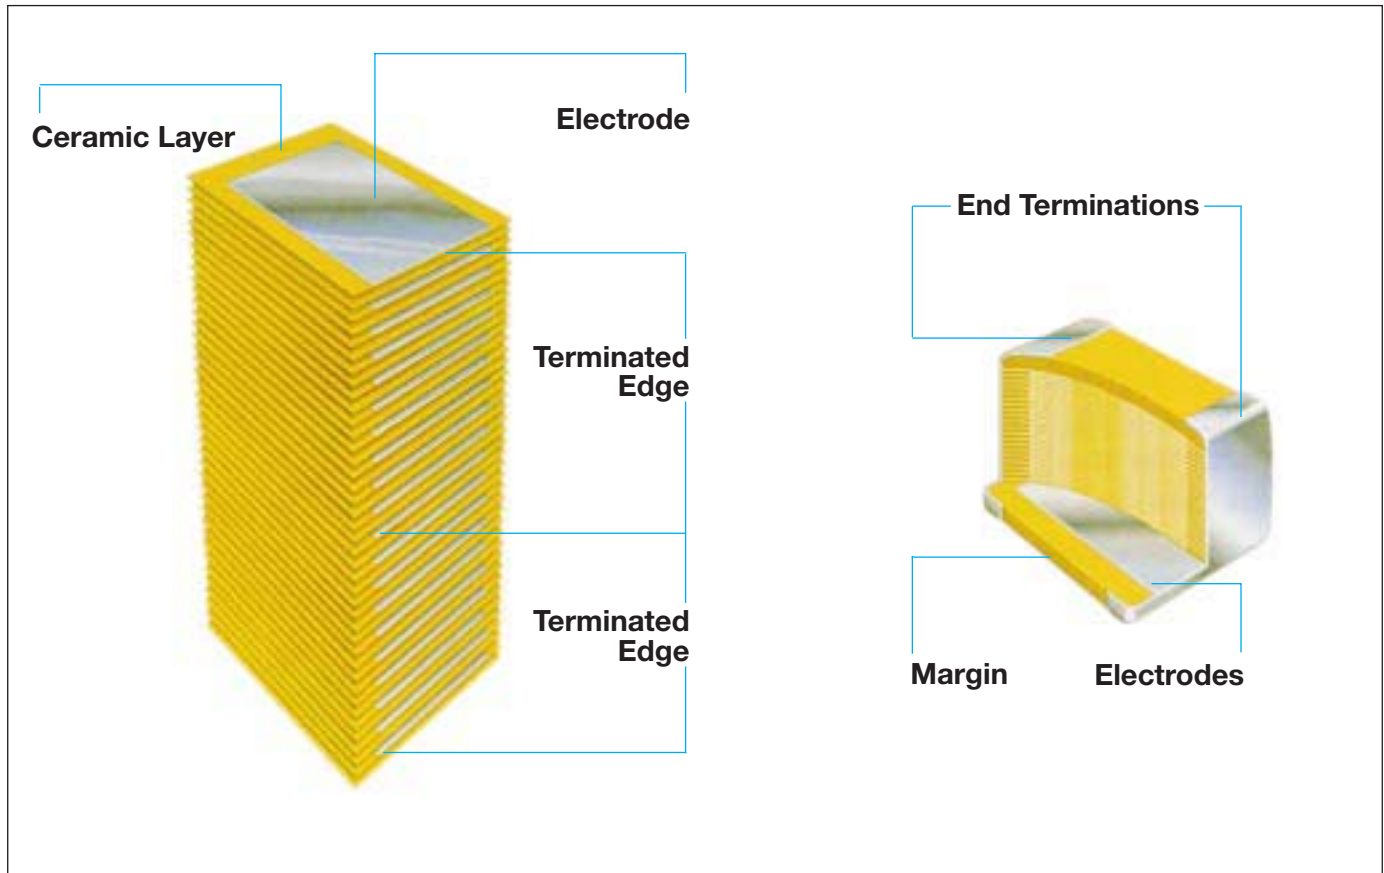 Ceramic Layer
Electrode
Terminated
Edge
Terminated
Edge
End Terminations
Margin
Electrodes